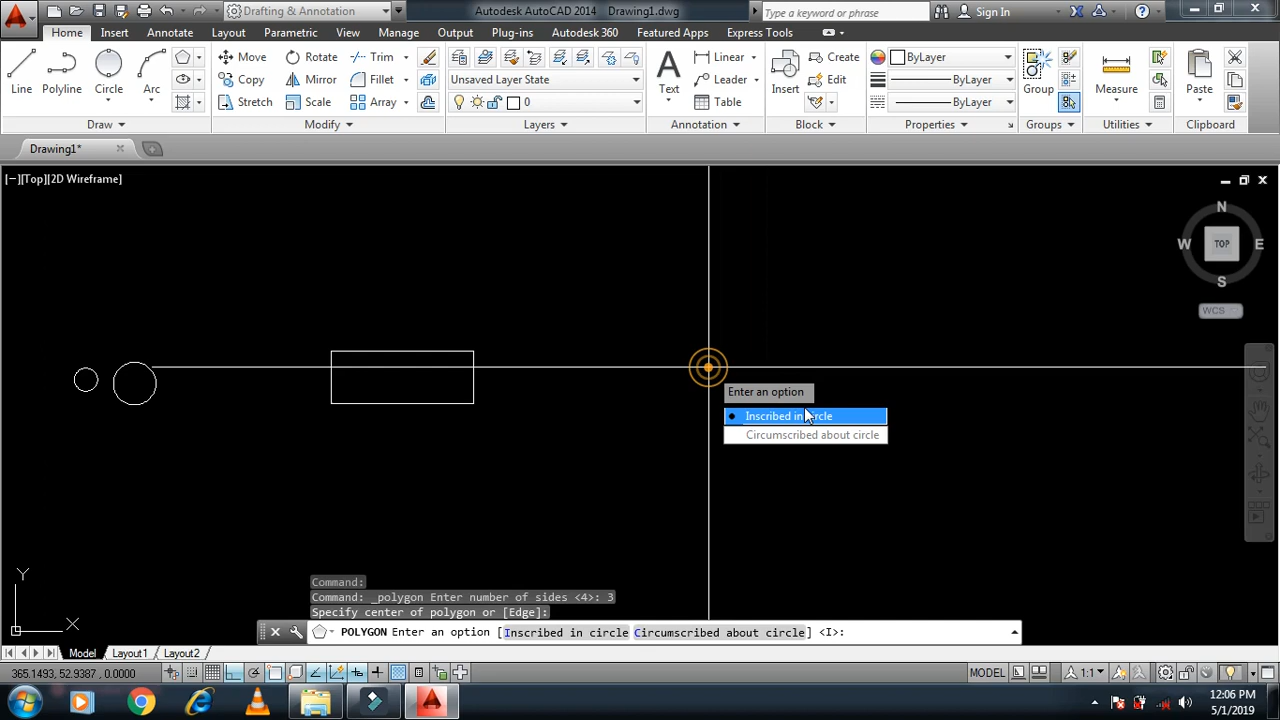 Drafting & Annotation
Autodesk AutoCAD 2014 Drawing1.dwg
Type a keyword or phrase
Sign In
Home Insert Annotate Layout Parametric View Manage Output Plug-ins Autodesk 360 Featured Apps Express Tools
Line Polyline Circle Arc
Move Rotate Trim
Copy Mirror Fillet
Stretch Scale Array
Unsaved Layer State
0
Text
Linear
Leader
Table
Insert
Create
Edit
ByLayer
ByLayer
ByLayer
Group
Measure
Paste
Draw Modify Layers Annotation Block Properties Groups Utilities Clipboard
Drawing1*
[−][Top][2D Wireframe]
N
W TOP E
S
WCS
Enter an option
Inscribed in circle
Circumscribed about circle
Y
X
Command:
Command: _polygon Enter number of sides <4>: 3
Specify center of polygon or [Edge]:
POLYGON Enter an option [Inscribed in circle Circumscribed about circle] <I>:
Model Layout1 Layout2
365.1493, 52.9387, 0.0000
MODEL
1:1
12:06 PM
5/1/2019